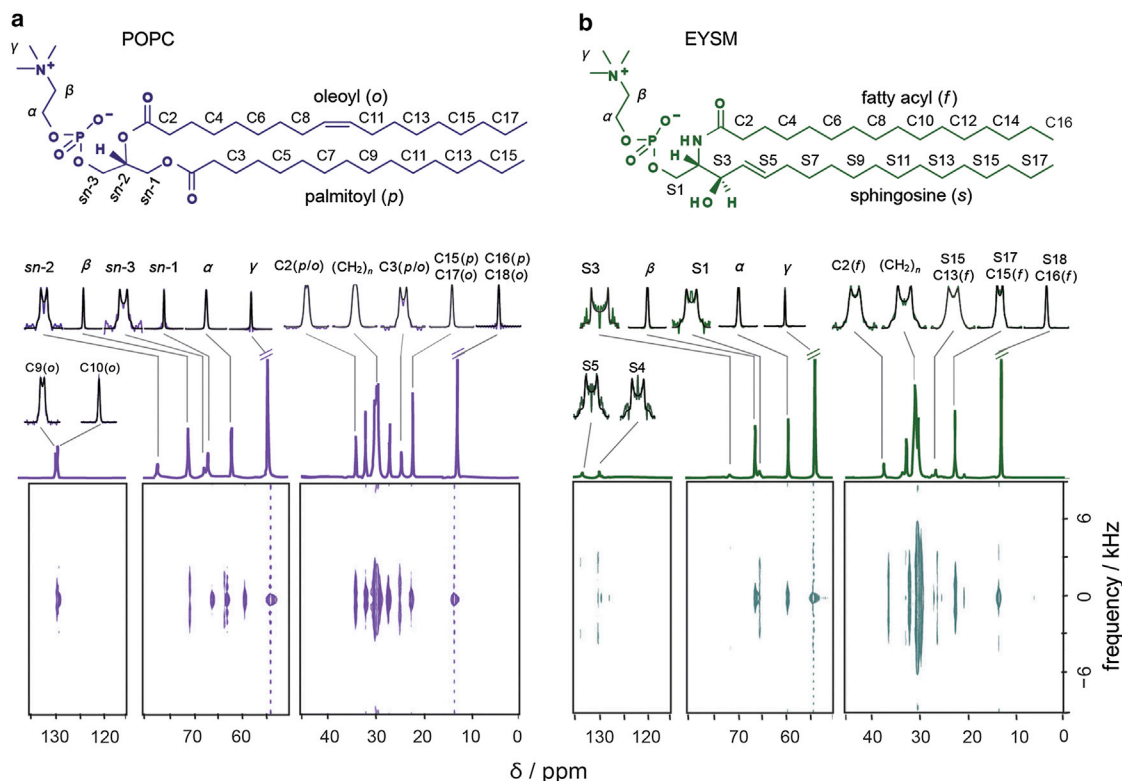 a
POPC
γ
N+
β
α
O
P
O⁻
O
O
H
O
O
O
O
sn-3
sn-2
sn-1
oleoyl (o)
C2 C4 C6 C8 C11 C13 C15 C17
C3 C5 C7 C9 C11 C13 C15
palmitoyl (p)
b
EYSM
γ
N+
β
α
O
P
O⁻
O
O
H
NH
O
HO
H
S1
fatty acyl (f)
C2 C4 C6 C8 C10 C12 C14 C16
S3 S5 S7 S9 S11 S13 S15 S17
sphingosine (s)
sn-2 β sn-3 sn-1 α γ C2(p/o) (CH2)n C3(p/o) C15(p) C16(p)
C17(o) C18(o)
C9(o) C10(o)
S3 β S1 α γ C2(f) (CH2)n S15 S17 S18
C13(f) C15(f) C16(f)
S5 S4
6
0
−6
frequency / kHz
130 120 70 60 40 30 20 10 0
130 120 70 60 40 30 20 10 0
δ / ppm